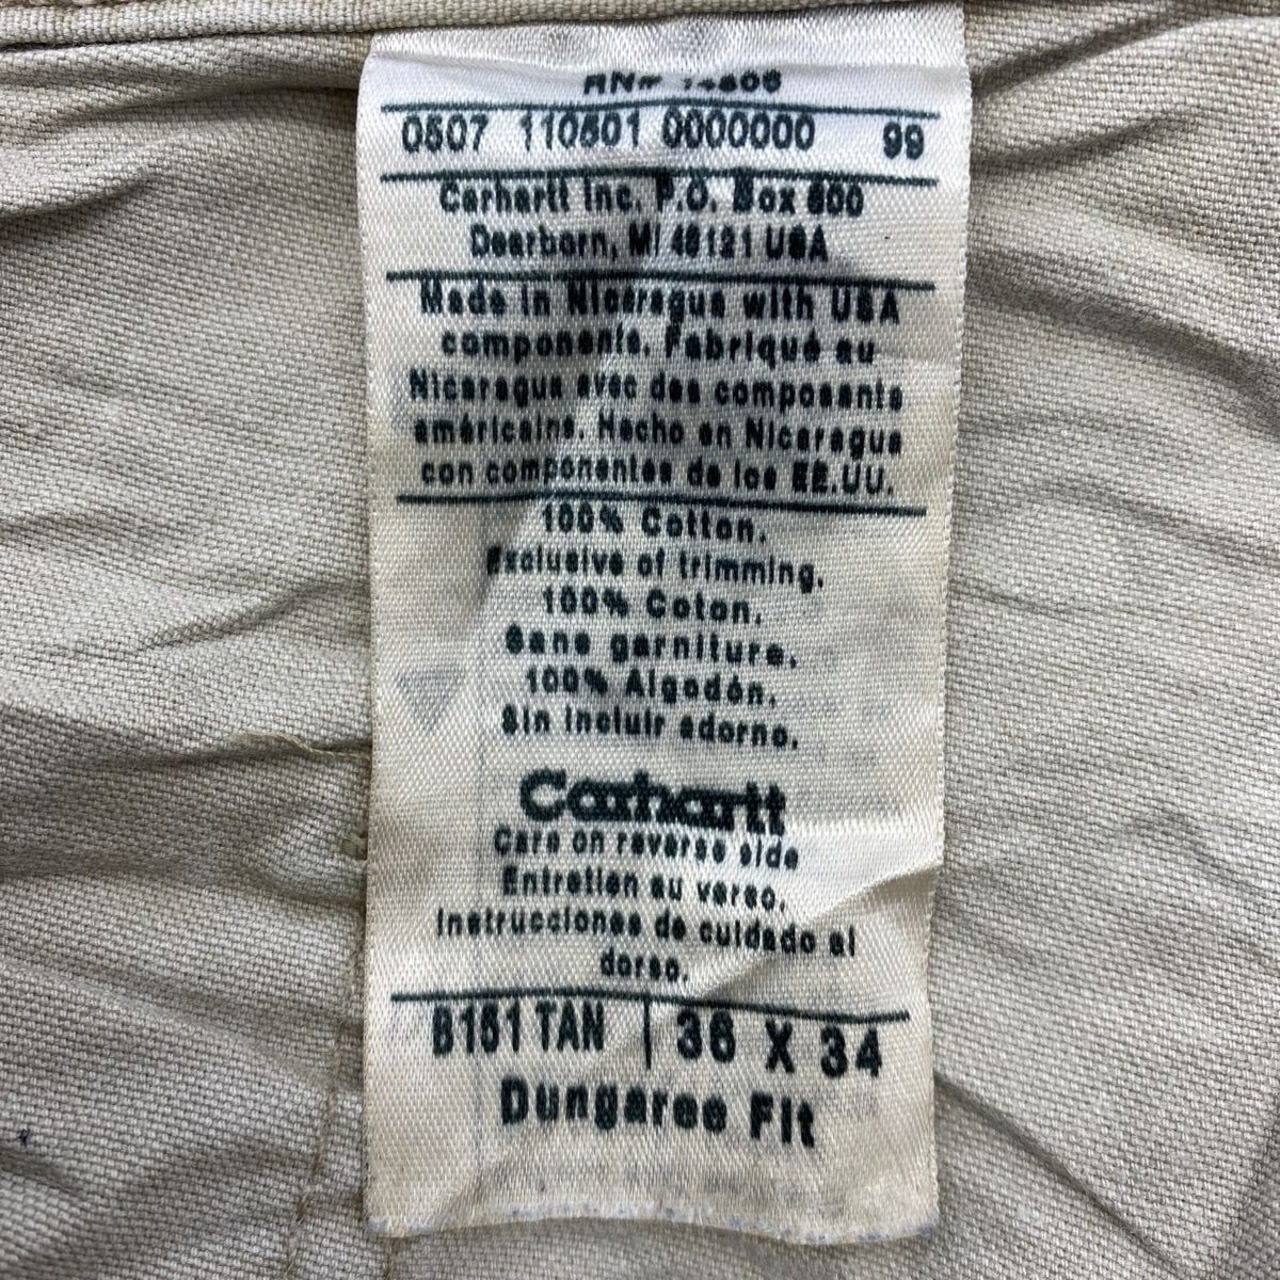 RN# 14806
0507 110801 0000000 99
Carhartt Inc. P.O. Box 600
Dearborn, MI 48121 USA
Made in Nicaragua with USA
components. Fabriqué au
Nicaragua avec des composants
américains. Hecho en Nicaragua
con componentes de los EE.UU.
100% Cotton.
Exclusive of trimming.
100% Coton.
Sans garniture.
100% Algodón.
Sin incluir adorno.
Carhartt
Care on reverse side
Entretien au verso.
Instrucciones de cuidado al
dorso.
B151 TAN | 36 X 34
Dungaree Fit